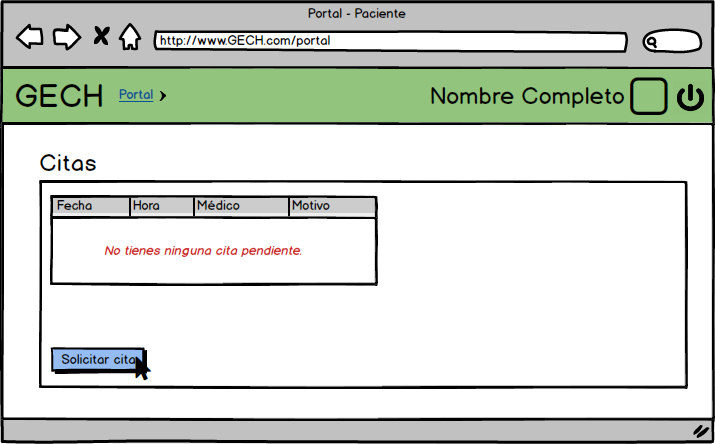 Portal - Paciente
http://www.GECH.com/portal
GECH Portal Nombre Completo
Citas
Fecha Hora Médico Motivo
No tienes ninguna cita pendiente.
Solicitar cita